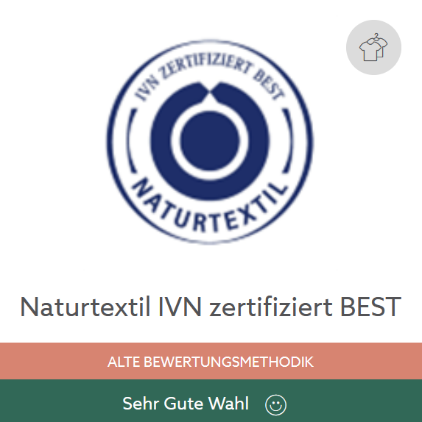 IVN ZERTIFIZIERT BEST
NATURTEXTIL
Naturtextil IVN zertifiziert BEST
ALTE BEWERTUNGSMETHODIK
Sehr Gute Wahl